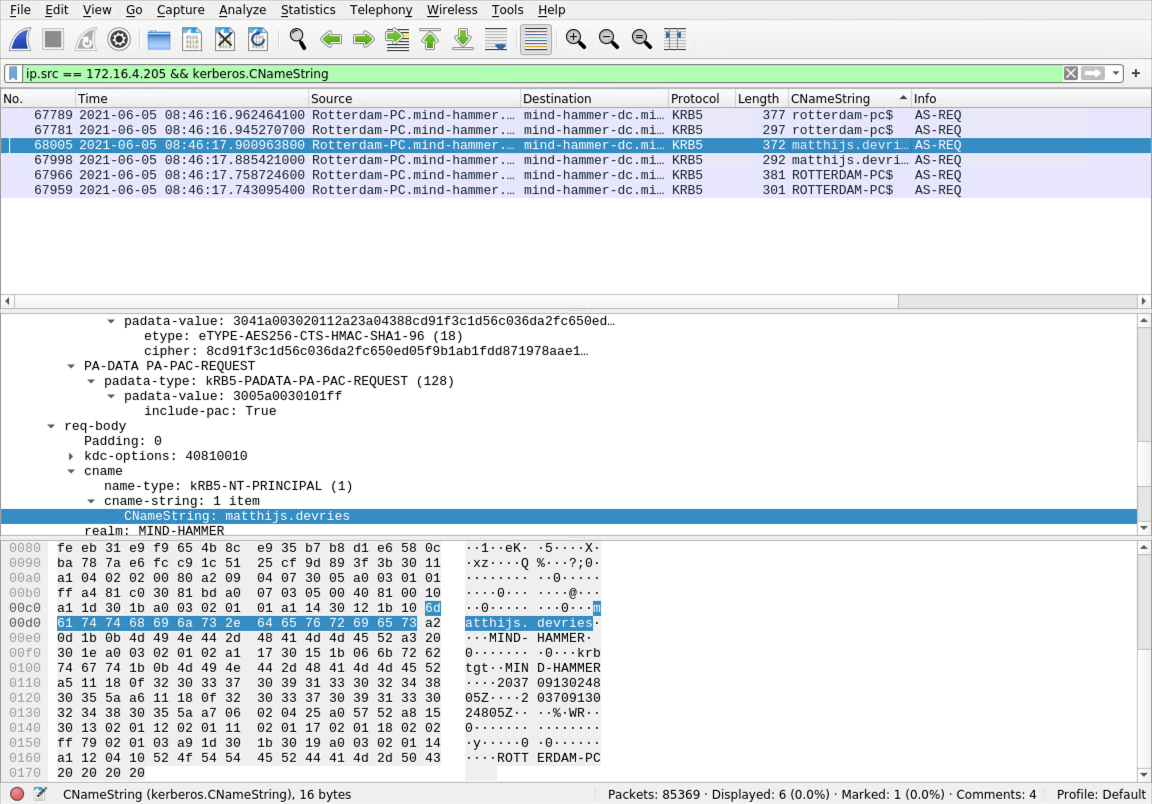 File Edit View Go Capture Analyze Statistics Telephony Wireless Tools Help
ip.src == 172.16.4.205 && kerberos.CNameString
No. Time Source Destination Protocol Length CNameString Info
67789 2021-06-05 08:46:16.962464100 Rotterdam-PC.mind-hammer.… mind-hammer-dc.mi… KRB5 377 rotterdam-pc$ AS-REQ
67781 2021-06-05 08:46:16.945270700 Rotterdam-PC.mind-hammer.… mind-hammer-dc.mi… KRB5 297 rotterdam-pc$ AS-REQ
68005 2021-06-05 08:46:17.900963800 Rotterdam-PC.mind-hammer.… mind-hammer-dc.mi… KRB5 372 matthijs.devri… AS-REQ
67998 2021-06-05 08:46:17.885421000 Rotterdam-PC.mind-hammer.… mind-hammer-dc.mi… KRB5 292 matthijs.devri… AS-REQ
67966 2021-06-05 08:46:17.758724600 Rotterdam-PC.mind-hammer.… mind-hammer-dc.mi… KRB5 381 ROTTERDAM-PC$ AS-REQ
67959 2021-06-05 08:46:17.743095400 Rotterdam-PC.mind-hammer.… mind-hammer-dc.mi… KRB5 301 ROTTERDAM-PC$ AS-REQ
padata-value: 3041a003020112a23a04388cd91f3c1d56c036da2fc650ed…
etype: eTYPE-AES256-CTS-HMAC-SHA1-96 (18)
cipher: 8cd91f3c1d56c036da2fc650ed05f9b1ab1fdd871978aae1…
PA-DATA PA-PAC-REQUEST
padata-type: kRB5-PADATA-PA-PAC-REQUEST (128)
padata-value: 3005a0030101ff
include-pac: True
req-body
Padding: 0
kdc-options: 40810010
cname
name-type: kRB5-NT-PRINCIPAL (1)
cname-string: 1 item
CNameString: matthijs.devries
realm: MIND-HAMMER
0080 fe eb 31 e9 f9 65 4b 8c e9 35 b7 b8 d1 e6 58 0c ··1··eK· ·5····X·
0090 ba 78 7a e6 fc c9 1c 51 25 cf 9d 89 3f 3b 30 11 ·xz····Q %···?;0·
00a0 a1 04 02 02 00 80 a2 09 04 07 30 05 a0 03 01 01 ········ ··0·····
00b0 ff a4 81 c0 30 81 bd a0 07 03 05 00 40 81 00 10 ····0··· ····@···
00c0 a1 1d 30 1b a0 03 02 01 01 a1 14 30 12 1b 10 6d ··0····· ···0···m
00d0 61 74 74 68 69 6a 73 2e 64 65 76 72 69 65 73 a2 atthijs. devries·
00e0 0d 1b 0b 4d 49 4e 44 2d 48 41 4d 4d 45 52 a3 20 ···MIND- HAMMER· 
00f0 30 1e a0 03 02 01 02 a1 17 30 15 1b 06 6b 72 62 0······· ·0···krb
0100 74 67 74 1b 0b 4d 49 4e 44 2d 48 41 4d 4d 45 52 tgt··MIN D-HAMMER
0110 a5 11 18 0f 32 30 33 37 30 39 31 33 30 32 34 38 ····2037 09130248
0120 30 35 5a a6 11 18 0f 32 30 33 37 30 39 31 33 30 05Z····2 03709130
0130 32 34 38 30 35 5a a7 06 02 04 25 a0 57 52 a8 15 24805Z·· ··%·WR··
0140 30 13 02 01 12 02 01 11 02 01 17 02 01 18 02 02 0······· ········
0150 ff 79 02 01 03 a9 1d 30 1b 30 19 a0 03 02 01 14 ·y·····0 ·0······
0160 a1 12 04 10 52 4f 54 54 45 52 44 41 4d 2d 50 43 ····ROTT ERDAM-PC
0170 20 20 20 20
CNameString (kerberos.CNameString), 16 bytes Packets: 85369 · Displayed: 6 (0.0%) · Marked: 1 (0.0%) · Comments: 4 Profile: Default